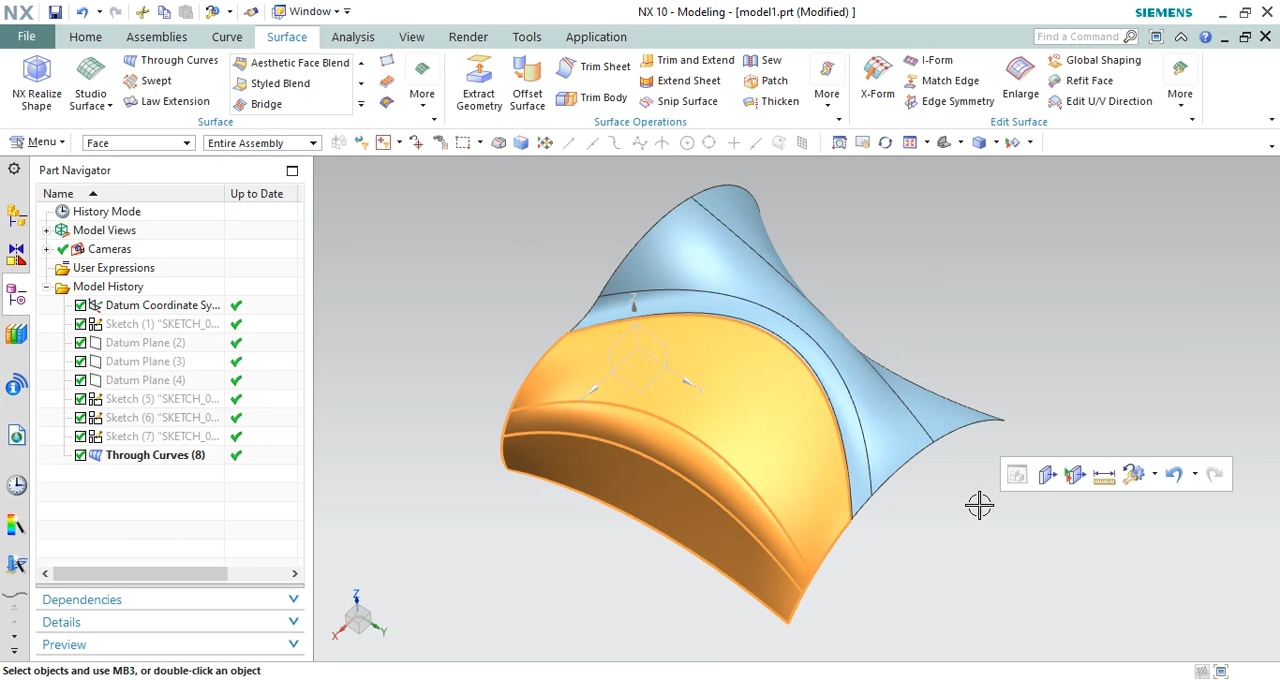 NX
Window
NX 10 - Modeling - [model1.prt (Modified) ]
SIEMENS
File
Home
Assemblies
Curve
Surface
Analysis
View
Render
Tools
Application
Find a Command
NX Realize
Shape
Studio
Surface
Through Curves
Swept
Law Extension
Aesthetic Face Blend
Styled Blend
Bridge
More
Surface
Extract
Geometry
Offset
Surface
Trim Sheet
Trim Body
Trim and Extend
Extend Sheet
Snip Surface
Sew
Patch
Thicken
More
Surface Operations
X-Form
I-Form
Match Edge
Edge Symmetry
Enlarge
Global Shaping
Refit Face
Edit U/V Direction
More
Edit Surface
Menu
Face
Entire Assembly
Part Navigator
Name
Up to Date
History Mode
Model Views
Cameras
User Expressions
Model History
Datum Coordinate Sy...
Sketch (1) "SKETCH_0...
Datum Plane (2)
Datum Plane (3)
Datum Plane (4)
Sketch (5) "SKETCH_0...
Sketch (6) "SKETCH_0...
Sketch (7) "SKETCH_0...
Through Curves (8)
Dependencies
Details
Preview
Z
X
Y
Select objects and use MB3, or double-click an object